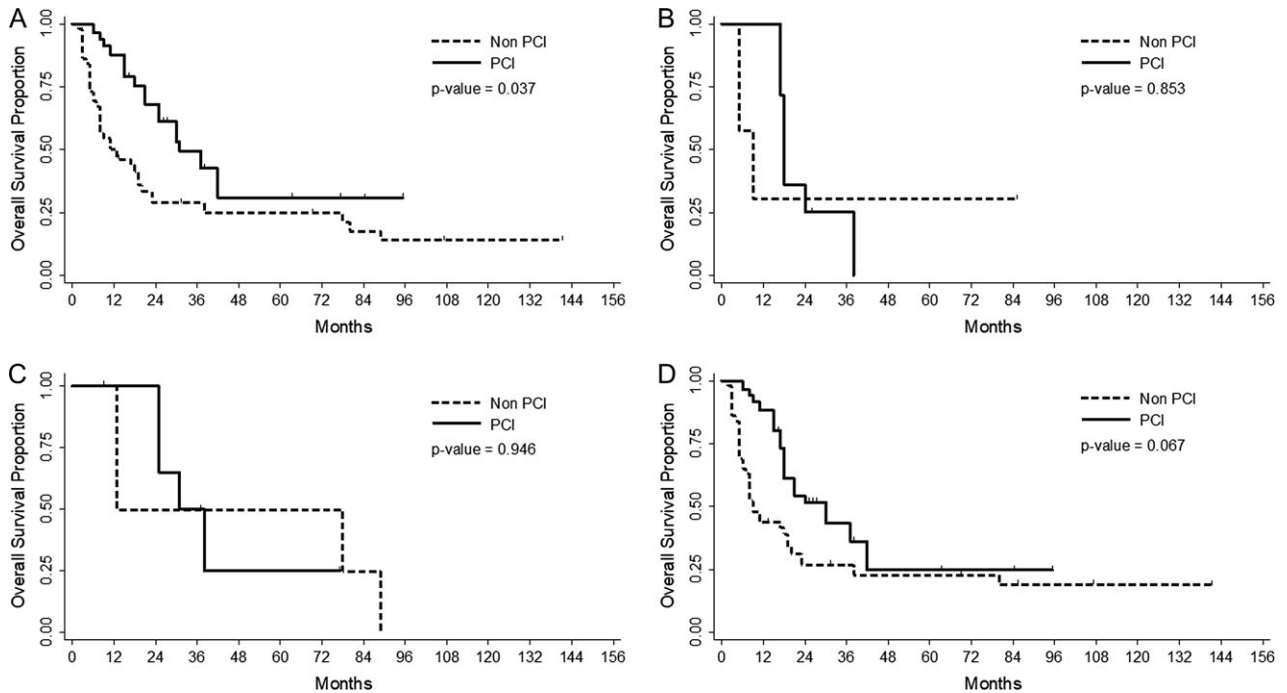 A
Overall Survival Proportion
1.00
0.75
0.50
0.25
0.00
Non PCI
PCI
p-value = 0.037
0 12 24 36 48 60 72 84 96 108 120 132 144 156
Months
B
Overall Survival Proportion
1.00
0.75
0.50
0.25
0.00
Non PCI
PCI
p-value = 0.853
0 12 24 36 48 60 72 84 96 108 120 132 144 156
Months
C
Overall Survival Proportion
1.00
0.75
0.50
0.25
0.00
Non PCI
PCI
p-value = 0.946
0 12 24 36 48 60 72 84 96 108 120 132 144 156
Months
D
Overall Survival Proportion
1.00
0.75
0.50
0.25
0.00
Non PCI
PCI
p-value = 0.067
0 12 24 36 48 60 72 84 96 108 120 132 144 156
Months